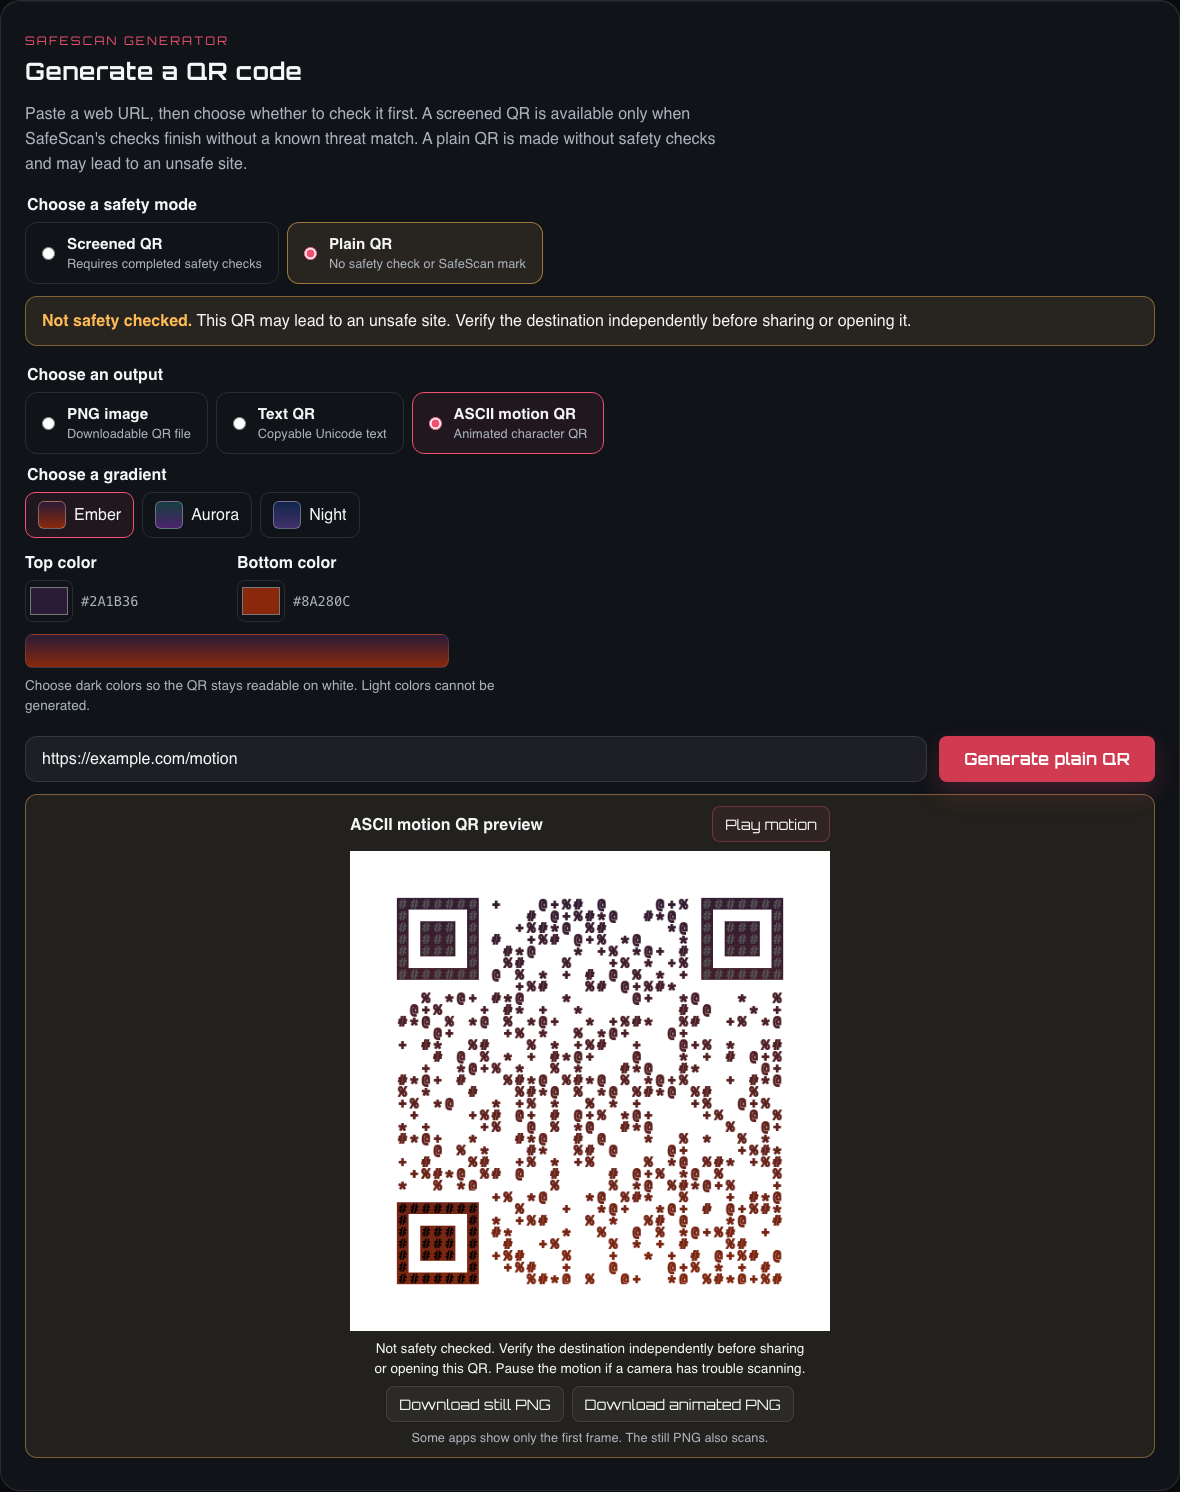 SAFESCAN GENERATOR
Generate a QR code
Paste a web URL, then choose whether to check it first. A screened QR is available only when
SafeScan's checks finish without a known threat match. A plain QR is made without safety checks
and may lead to an unsafe site.
Choose a safety mode
Screened QR
Requires completed safety checks
Plain QR
No safety check or SafeScan mark
Not safety checked. This QR may lead to an unsafe site. Verify the destination independently before sharing or opening it.
Choose an output
PNG image
Downloadable QR file
Text QR
Copyable Unicode text
ASCII motion QR
Animated character QR
Choose a gradient
Ember
Aurora
Night
Top color
Bottom color
#2A1B36
#8A280C
Choose dark colors so the QR stays readable on white. Light colors cannot be
generated.
https://example.com/motion
Generate plain QR
ASCII motion QR preview
Play motion
Not safety checked. Verify the destination independently before sharing
or opening this QR. Pause the motion if a camera has trouble scanning.
Download still PNG
Download animated PNG
Some apps show only the first frame. The still PNG also scans.